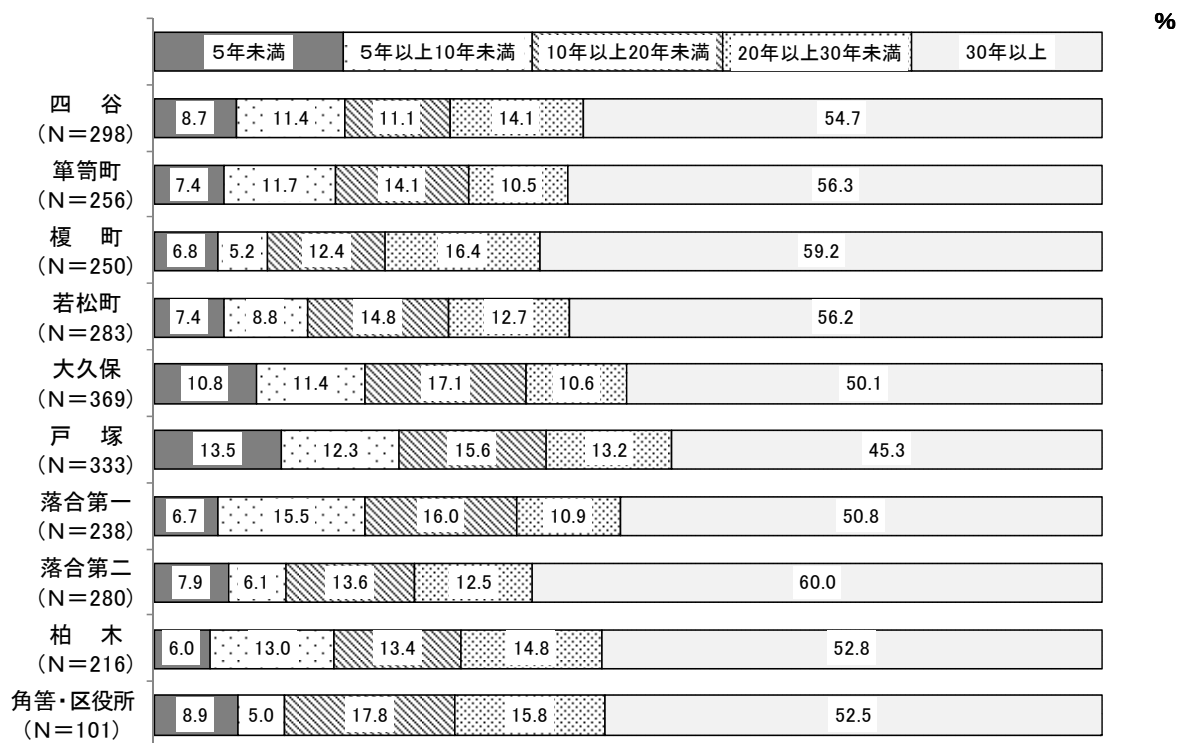 %
5年未満 5年以上10年未満 10年以上20年未満 20年以上30年未満 30年以上
四 谷
(N=298)
8.7 11.4 11.1 14.1 54.7
箪笥町
(N=256)
7.4 11.7 14.1 10.5 56.3
榎 町
(N=250)
6.8 5.2 12.4 16.4 59.2
若松町
(N=283)
7.4 8.8 14.8 12.7 56.2
大久保
(N=369)
10.8 11.4 17.1 10.6 50.1
戸 塚
(N=333)
13.5 12.3 15.6 13.2 45.3
落合第一
(N=238)
6.7 15.5 16.0 10.9 50.8
落合第二
(N=280)
7.9 6.1 13.6 12.5 60.0
柏 木
(N=216)
6.0 13.0 13.4 14.8 52.8
角筈・区役所
(N=101)
8.9 5.0 17.8 15.8 52.5